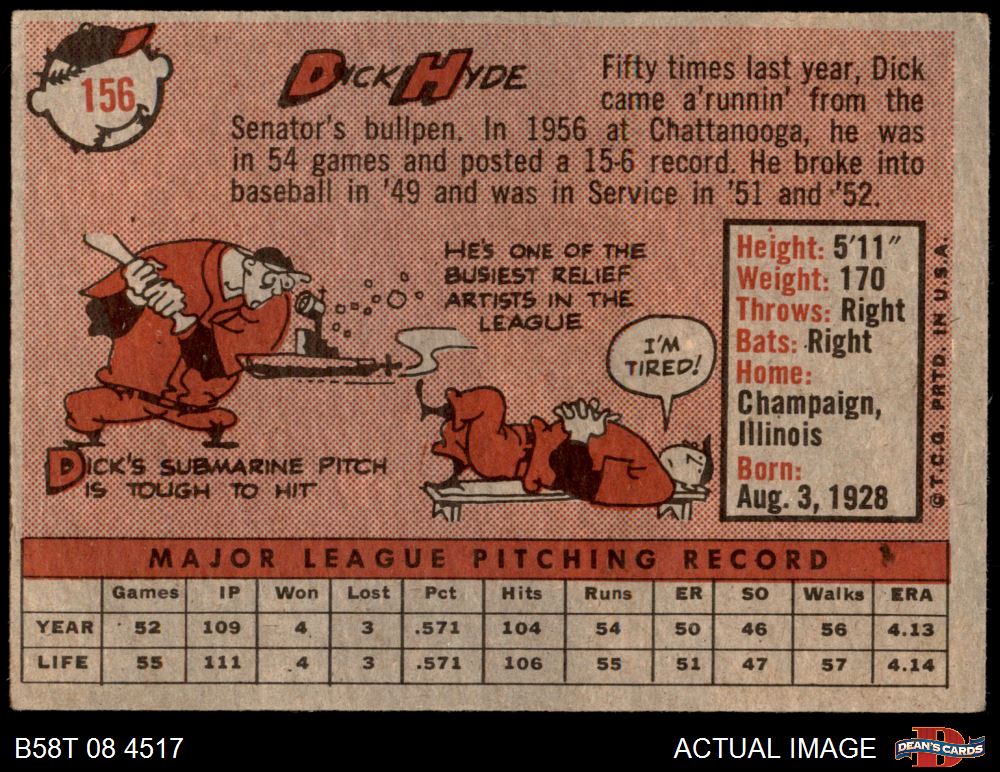 156
DICK HYDE
Fifty times last year, Dick
came a'runnin' from the
Senator's bullpen. In 1956 at Chattanooga, he was
in 54 games and posted a 15-6 record. He broke into
baseball in '49 and was in Service in '51 and '52.
HE'S ONE OF THE
BUSIEST RELIEF
ARTISTS IN THE
LEAGUE
I'M
TIRED!
DICK'S SUBMARINE PITCH
IS TOUGH TO HIT
Height: 5'11"
Weight: 170
Throws: Right
Bats: Right
Home:
Champaign,
Illinois
Born:
Aug. 3, 1928
© T.C.G. PRTD. IN U.S.A.
MAJOR LEAGUE PITCHING RECORD
Games IP Won Lost Pct Hits Runs ER SO Walks ERA
YEAR 52 109 4 3 .571 104 54 50 46 56 4.13
LIFE 55 111 4 3 .571 106 55 51 47 57 4.14
B58T 08 4517
ACTUAL IMAGE
DEAN'S CARDS